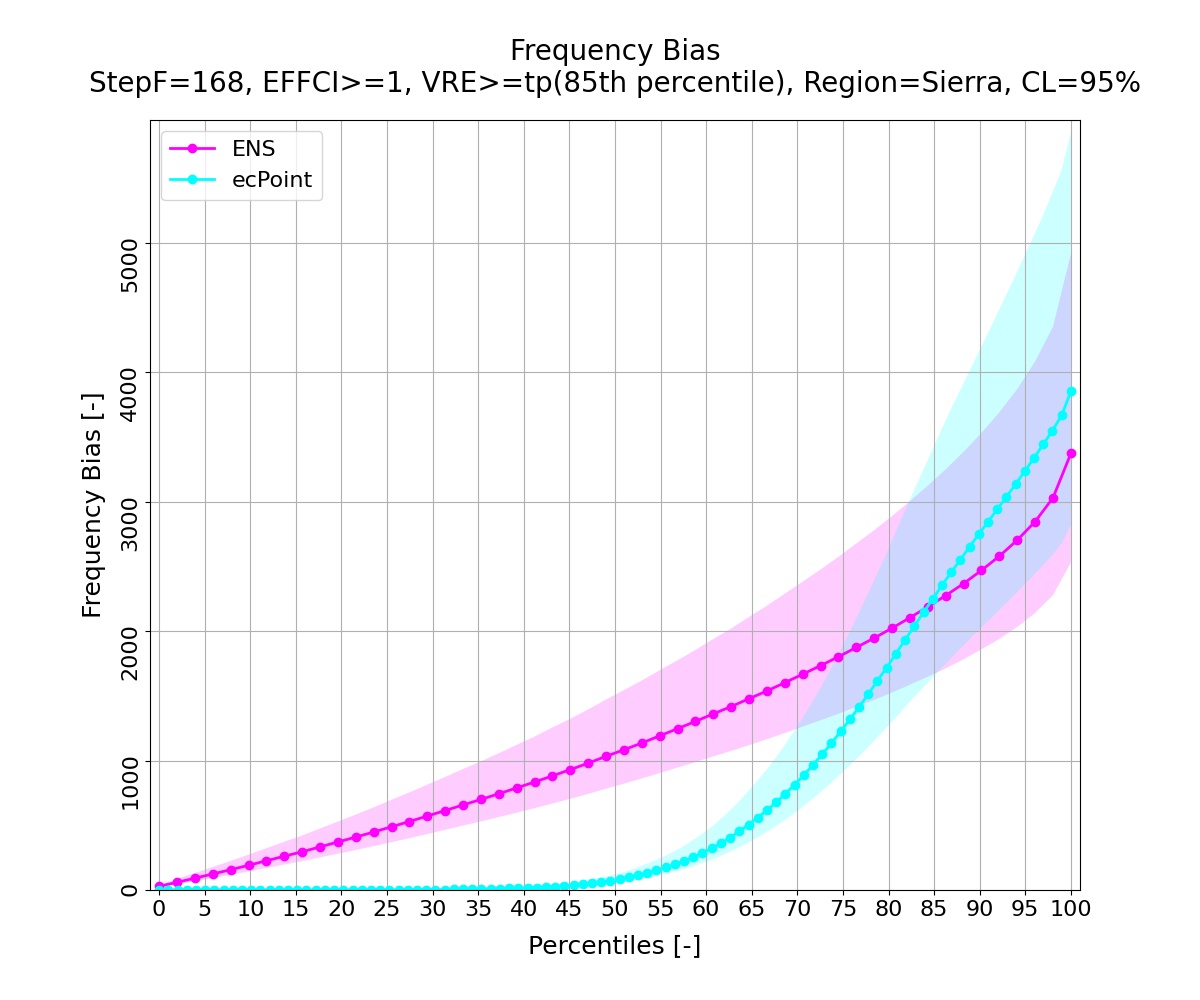 Frequency Bias
StepF=168, EFFCI>=1, VRE>=tp(85th percentile), Region=Sierra, CL=95%
ENS
ecPoint
Frequency Bias [-]
5000
4000
3000
2000
1000
0
0 5 10 15 20 25 30 35 40 45 50 55 60 65 70 75 80 85 90 95 100
Percentiles [-]